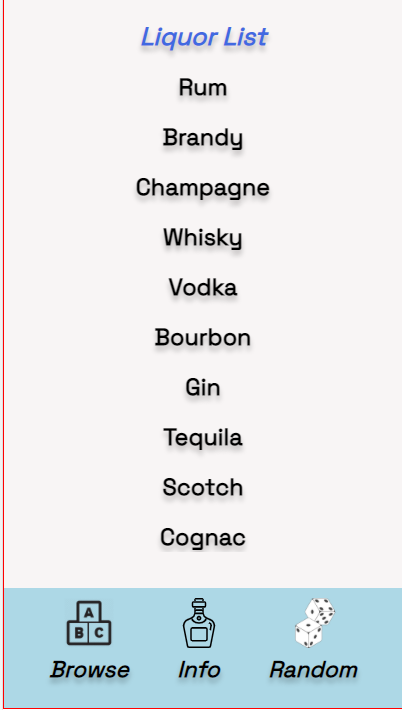 Liquor List
Rum
Brandy
Champagne
Whisky
Vodka
Bourbon
Gin
Tequila
Scotch
Cognac
A
B C
Browse Info Random